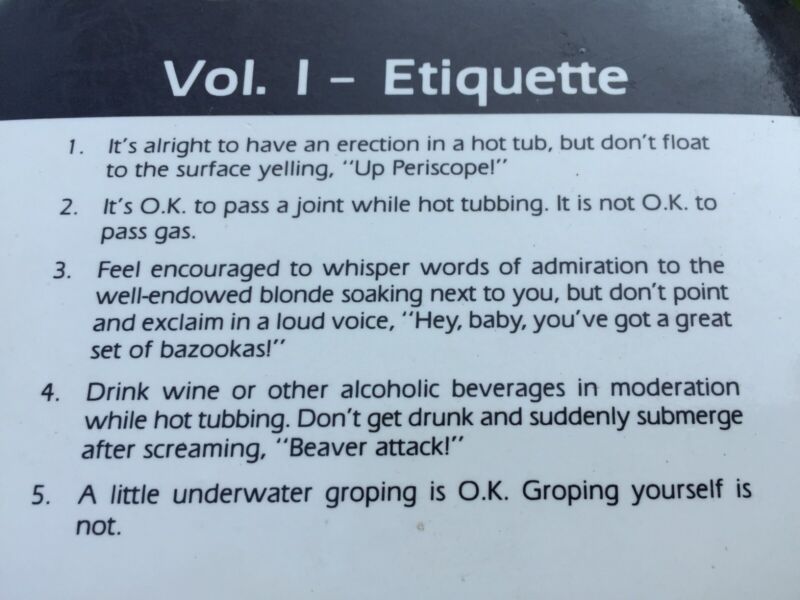 Vol. I – Etiquette
1. It's alright to have an erection in a hot tub, but don't float
to the surface yelling, "Up Periscope!"
2. It's O.K. to pass a joint while hot tubbing. It is not O.K. to
pass gas.
3. Feel encouraged to whisper words of admiration to the
well-endowed blonde soaking next to you, but don't point
and exclaim in a loud voice, "Hey, baby, you've got a great
set of bazookas!"
4. Drink wine or other alcoholic beverages in moderation
while hot tubbing. Don't get drunk and suddenly submerge
after screaming, "Beaver attack!"
5. A little underwater groping is O.K. Groping yourself is
not.